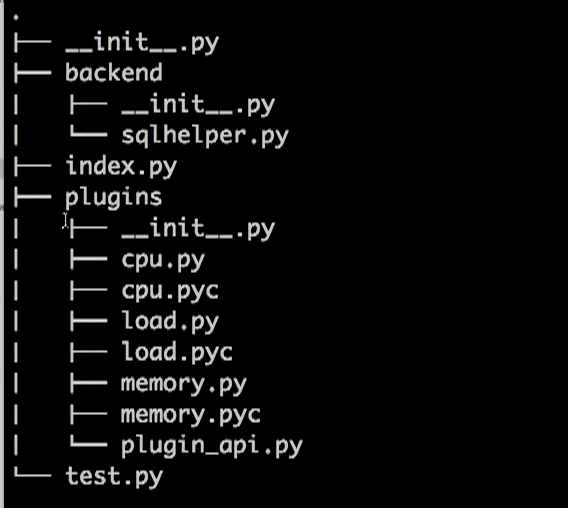 .
├── __init__.py
├── backend
│   ├── __init__.py
│   └── sqlhelper.py
├── index.py
├── plugins
│   ├── __init__.py
│   ├── cpu.py
│   ├── cpu.pyc
│   ├── load.py
│   ├── load.pyc
│   ├── memory.py
│   ├── memory.pyc
│   └── plugin_api.py
└── test.py